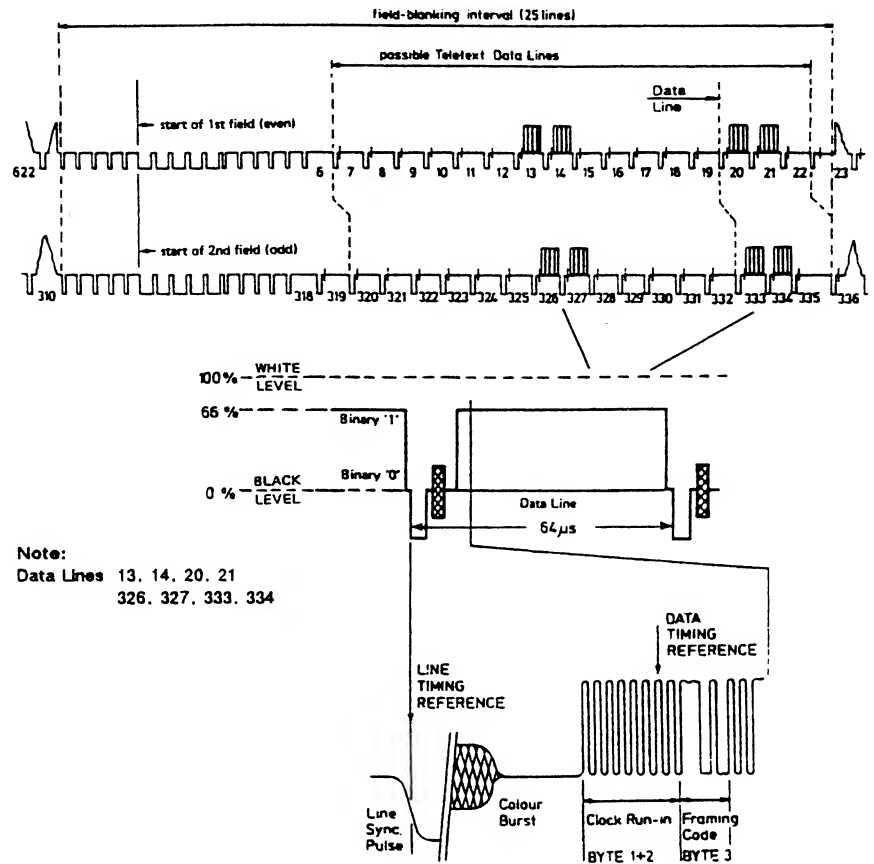 field-blanking interval (25 lines)
possible Teletext Data Lines
Data
Line
start of 1st field (even)
622 6 7 8 9 10 11 12 13 14 15 16 17 18 19 20 21 22 23
start of 2nd field (odd)
310 318 319 320 321 322 323 324 325 326 327 328 329 330 331 332 333 334 335 336
100% WHITE
LEVEL
66 %
Binary '1'
Binary '0'
0 % BLACK
LEVEL
Data Line
64µs
Note:
Data Lines 13, 14, 20, 21
326, 327, 333, 334
DATA
TIMING
REFERENCE
LINE
TIMING
REFERENCE
Line
Sync.
Pulse
Colour
Burst
Clock Run-in
BYTE 1+2
Framing
Code
BYTE 3